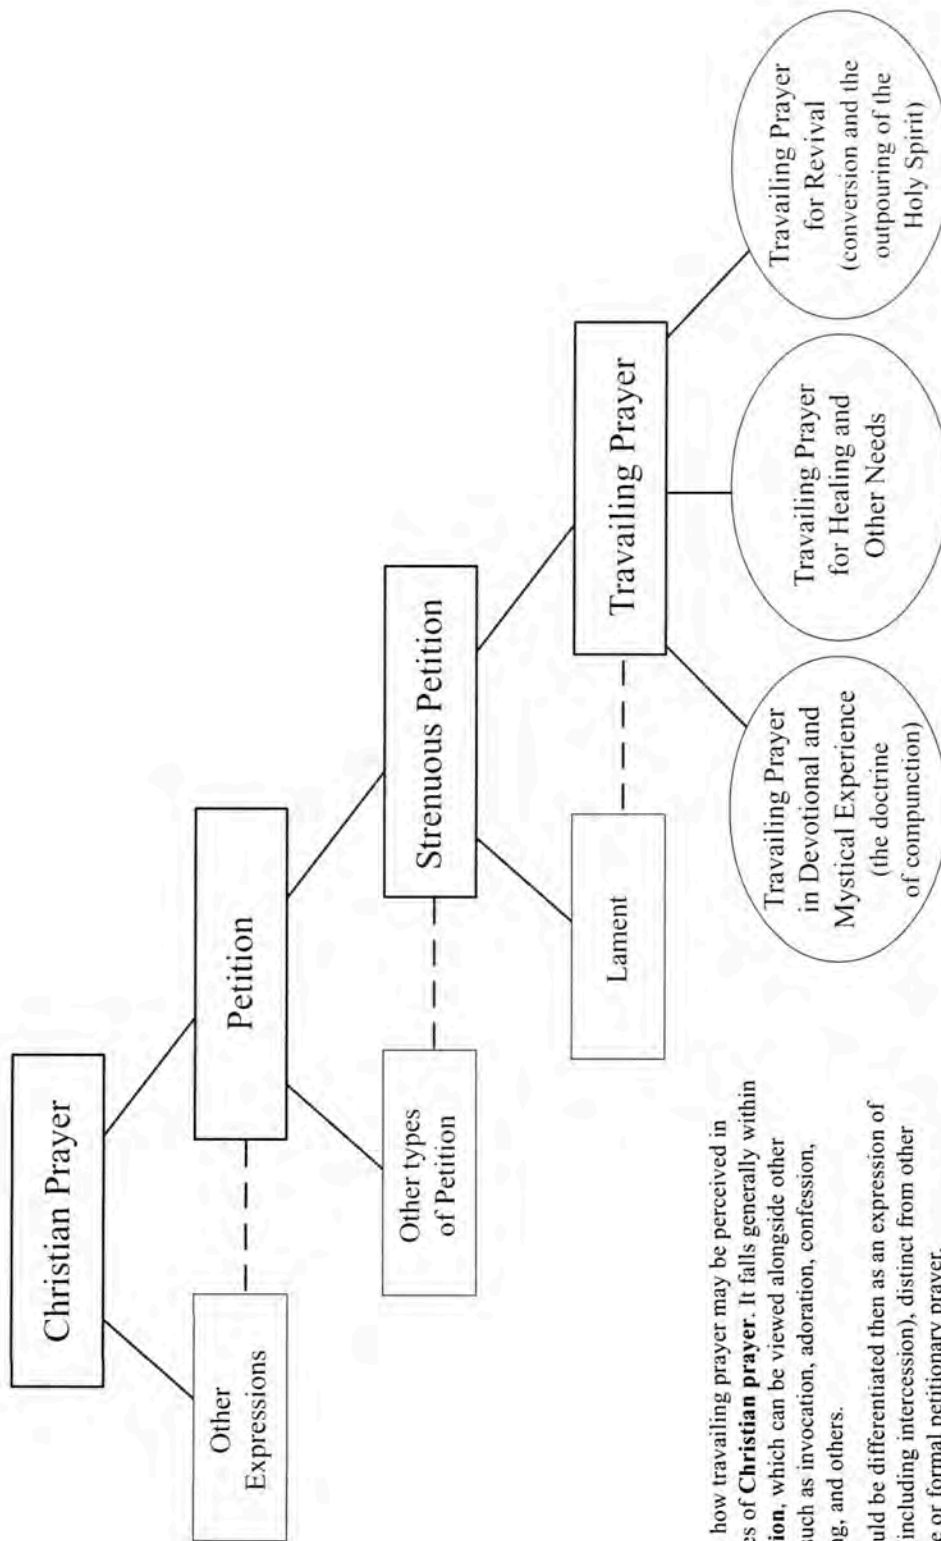 Christian Prayer
Other
Expressions
Petition
Other types
of Petition
Strenuous Petition
Lament
Travailing Prayer
Travailing Prayer
in Devotional and
Mystical Experience
(the doctrine
of compunction)
Travailing Prayer
for Healing and
Other Needs
Travailing Prayer
for Revival
(conversion and the
outpouring of the
Holy Spirit)
how travailing prayer may be perceived in
es of Christian prayer. It falls generally within
ion, which can be viewed alongside other
such as invocation, adoration, confession,
ng, and others.
uld be differentiated then as an expression of
including intercession), distinct from other
e or formal petitionary prayer.